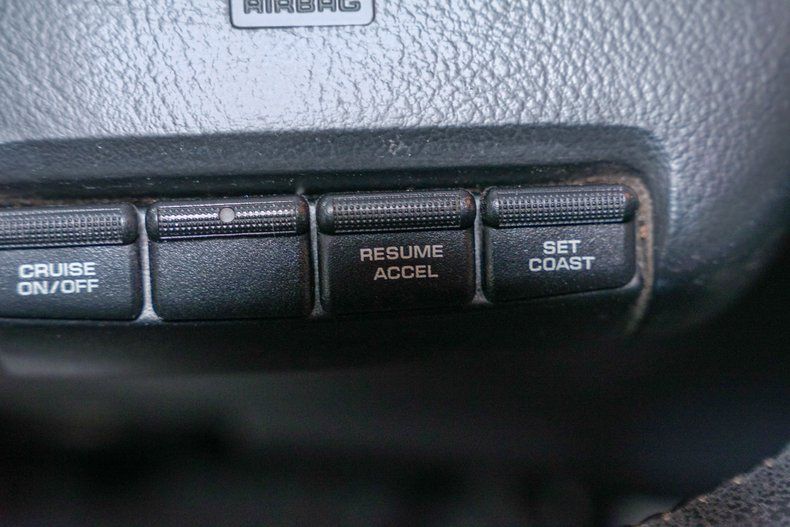 AIRBAG
CRUISE
ON/OFF
RESUME
ACCEL
SET
COAST